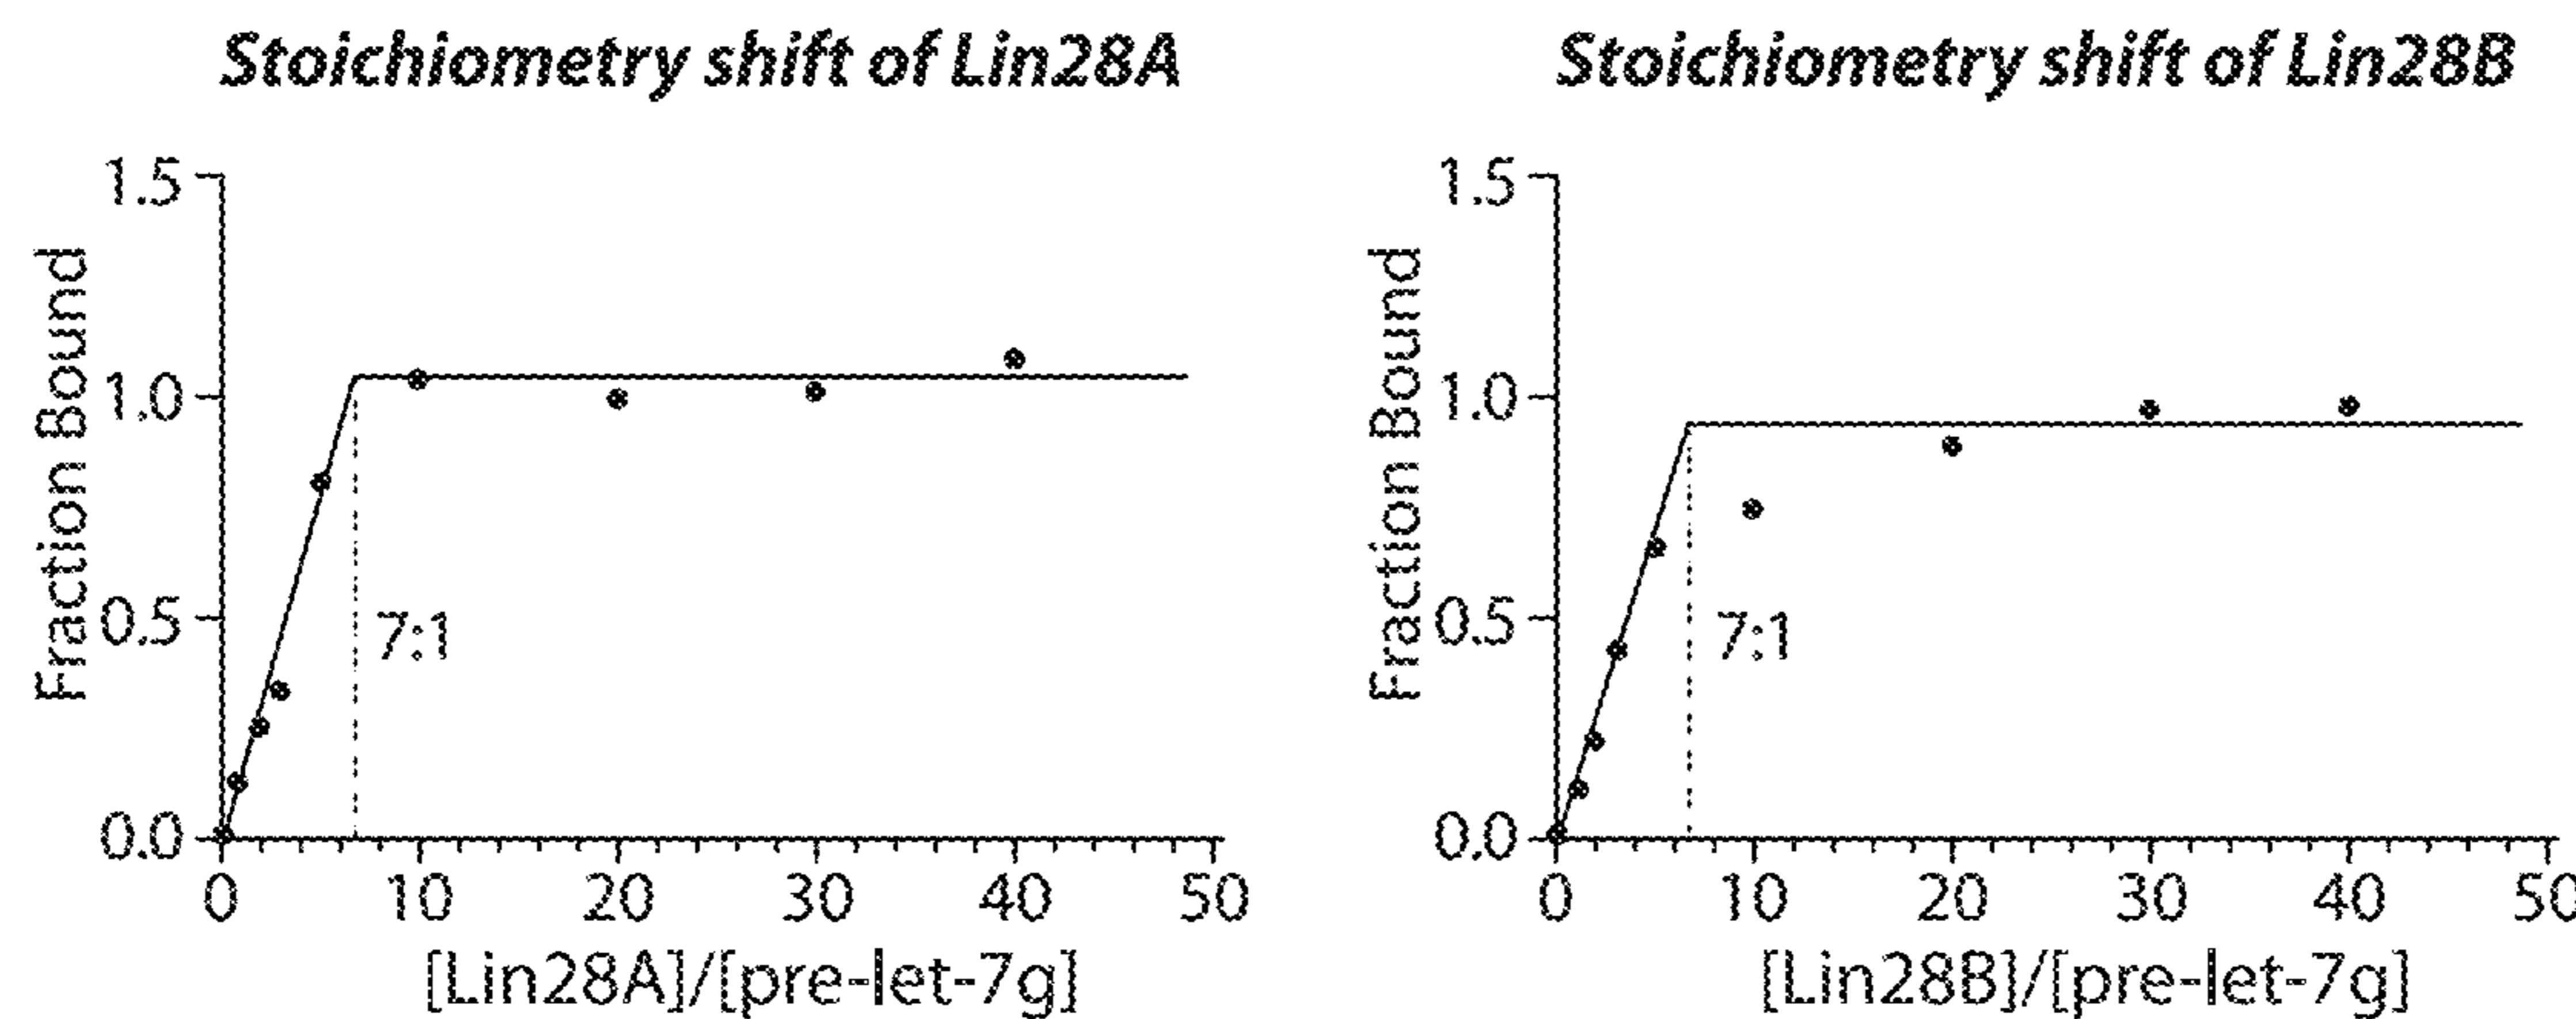 Stoichiometry shift of Lin28A
1.5
1.0
0.5
0.0
Fraction Bound
7:1
0 10 20 30 40 50
[Lin28A]/[pre-let-7g]
Stoichiometry shift of Lin28B
1.5
1.0
0.5
0.0
Fraction Bound
7:1
0 10 20 30 40 50
[Lin28B]/[pre-let-7g]